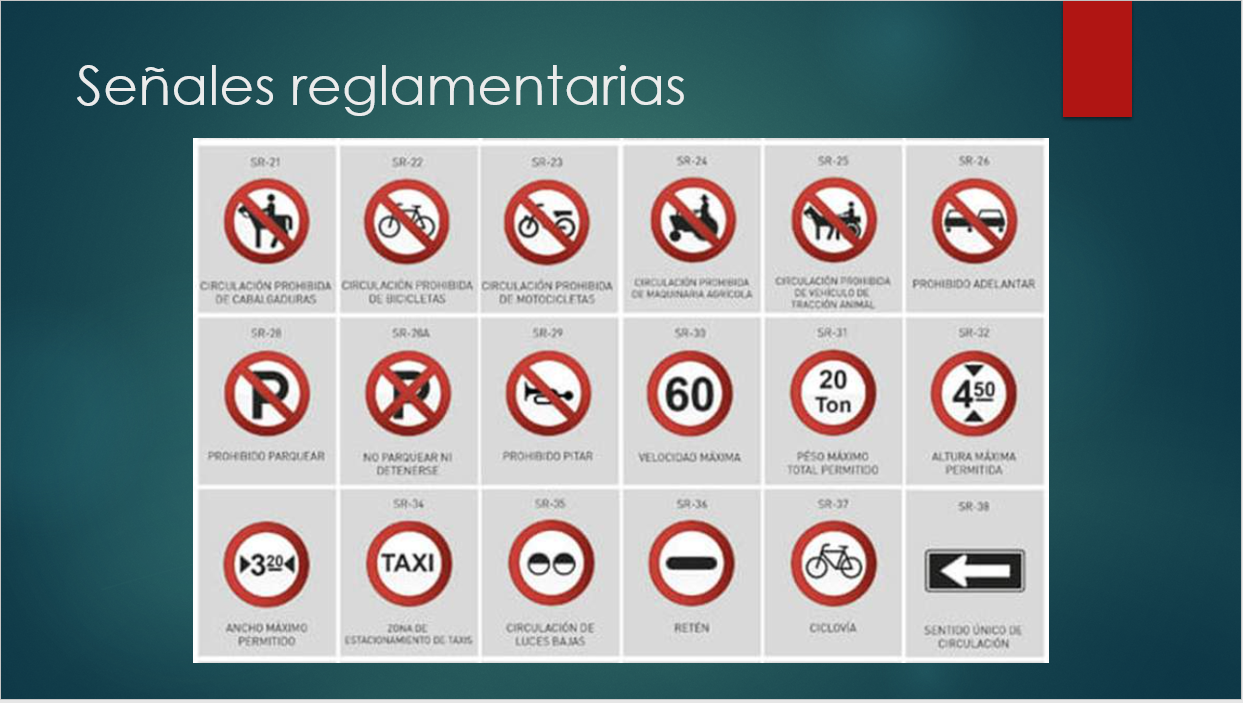 Señales reglamentarias
SR-21
SR-22
SR-23
SR-24
SR-25
SR-26
CIRCULACIÓN PROHIBIDA
DE CABALGADURAS
CIRCULACIÓN PROHIBIDA
DE BICICLETAS
CIRCULACIÓN PROHIBIDA
DE MOTOCICLETAS
CIRCULACIÓN PROHIBIDA
DE MAQUINARIA AGRÍCOLA
CIRCULACIÓN PROHIBIDA
DE VEHÍCULO DE
TRACCIÓN ANIMAL
PROHIBIDO ADELANTAR
SR-28
SR-28A
SR-29
SR-30
SR-31
SR-32
P
P
60
20
Ton
450
PROHIBIDO PARQUEAR
NO PARQUEAR NI
DETENERSE
PROHIBIDO PITAR
VELOCIDAD MÁXIMA
PESO MÁXIMO
TOTAL PERMITIDO
ALTURA MÁXIMA
PERMITIDA
SR-34
SR-35
SR-36
SR-37
SR-38
320
TAXI
ANCHO MÁXIMO
PERMITIDO
ZONA DE
ESTACIONAMIENTO DE TAXIS
CIRCULACIÓN DE
LUCES BAJAS
RETÉN
CICLOVÍA
SENTIDO ÚNICO DE
CIRCULACIÓN